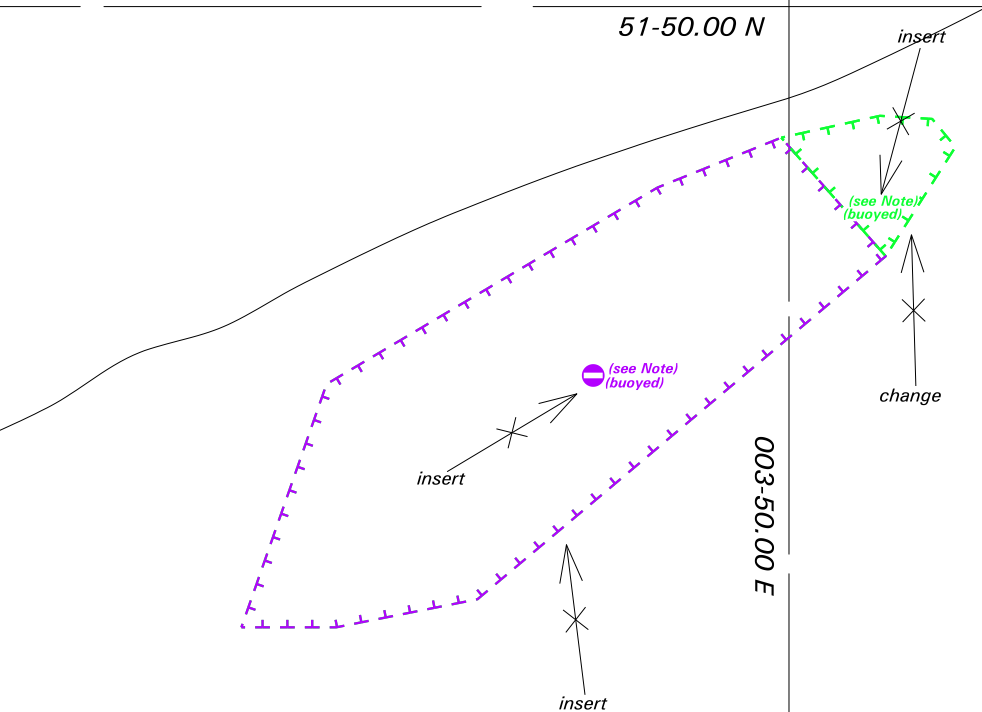 51-50.00 N
insert
(see Note)
(buoyed)
(see Note)
(buoyed)
change
insert
003-50.00 E
insert